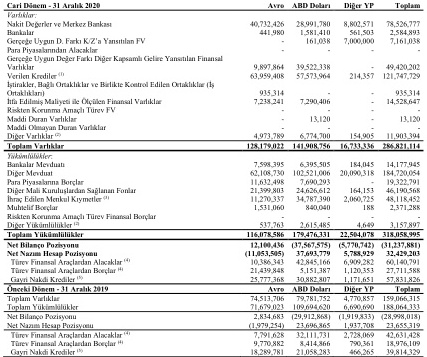 Cari Dönem - 31 Aralık 2020 Avro ABD Doları Diğer YP Toplam
Varlıklar:
Nakit Değerler ve Merkez Bankası 40,732,426 28,991,780 8,802,571 78,526,777
Bankalar 441,980 1,581,410 561,503 2,584,893
Gerçeğe Uygun D. Farkı K/Z'a Yansıtılan FV - 161,038 7,000,000 7,161,038
Para Piyasalarından Alacaklar - - - -
Gerçeğe Uygun Değer Farkı Diğer Kapsamlı Gelire Yansıtılan Finansal
Varlıklar 9,897,864 39,522,338 - 49,420,202
Verilen Krediler (1) 63,959,408 57,573,964 214,357 121,747,729
İştirakler, Bağlı Ortaklıklar ve Birlikte Kontrol Edilen Ortaklıklar (İş
Ortaklıkları) 935,314 - - 935,314
İtfa Edilmiş Maliyeti ile Ölçülen Finansal Varlıklar 7,238,241 7,290,406 - 14,528,647
Riskten Korunma Amaçlı Türev FV - - - -
Maddi Duran Varlıklar - 13,120 - 13,120
Maddi Olmayan Duran Varlıklar - - - -
Diğer Varlıklar (2) 4,973,789 6,774,700 154,905 11,903,394
Toplam Varlıklar 128,179,022 141,908,756 16,733,336 286,821,114
Yükümlülükler:
Bankalar Mevduatı 7,598,395 6,395,505 184,045 14,177,945
Diğer Mevduat 62,108,730 102,521,006 20,090,318 184,720,054
Para Piyasalarına Borçlar 11,632,498 7,690,293 - 19,322,791
Diğer Mali Kuruluşlardan Sağlanan Fonlar 21,399,803 24,626,612 164,153 46,190,568
İhraç Edilen Menkul Kıymetler (3) 11,270,337 34,787,390 2,060,725 48,118,452
Muhtelif Borçlar 1,531,060 840,040 188 2,371,288
Riskten Korunma Amaçlı Türev Finansal Borçlar - - - -
Diğer Yükümlülükler (2) 537,763 2,615,485 4,649 3,157,897
Toplam Yükümlülükler 116,078,586 179,476,331 22,504,078 318,058,995
Net Bilanço Pozisyonu 12,100,436 (37,567,575) (5,770,742) (31,237,881)
Net Nazım Hesap Pozisyonu (11,053,505) 37,693,779 5,788,929 32,429,203
Türev Finansal Araçlardan Alacaklar (4) 10,386,343 42,845,166 6,909,282 60,140,791
Türev Finansal Araçlardan Borçlar (4) 21,439,848 5,151,387 1,120,353 27,711,588
Gayri Nakdi Krediler (5) 25,777,368 30,882,807 1,171,651 57,831,826
Önceki Dönem - 31 Aralık 2019 Avro ABD Doları Diğer YP Toplam
Toplam Varlıklar 74,513,706 79,781,752 4,770,857 159,066,315
Toplam Yükümlülükler 71,679,023 109,694,620 6,690,690 188,064,333
Net Bilanço Pozisyonu 2,834,683 (29,912,868) (1,919,833) (28,998,018)
Net Nazım Hesap Pozisyonu (1,979,254) 23,696,865 1,937,708 23,655,319
Türev Finansal Araçlardan Alacaklar (4) 7,791,628 32,111,731 2,728,069 42,631,428
Türev Finansal Araçlardan Borçlar (4) 9,770,882 8,414,866 790,361 18,976,109
Gayri Nakdi Krediler (5) 18,289,781 21,058,283 466,265 39,814,329